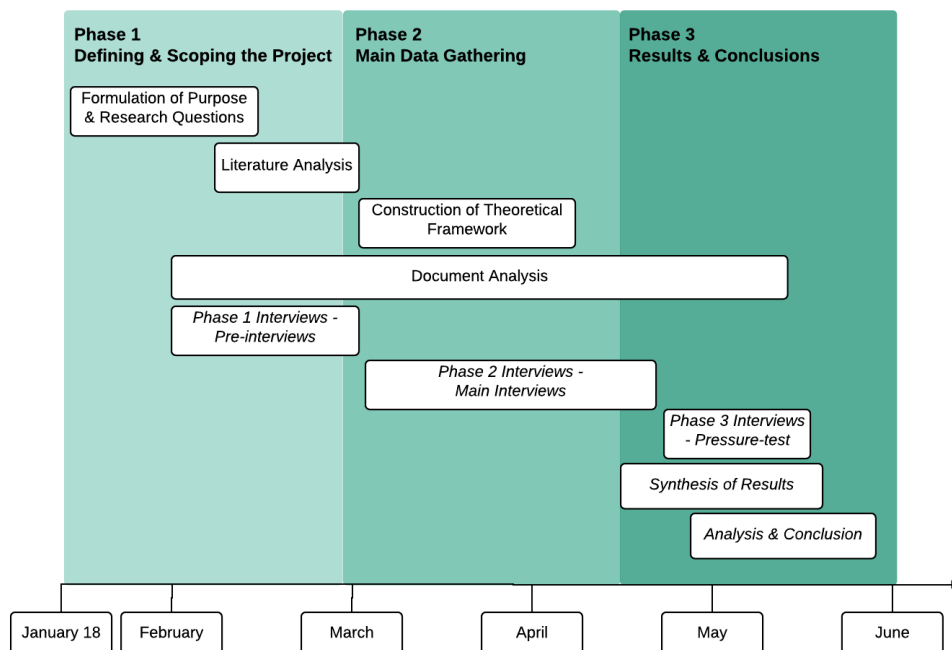 Phase 1
Defining & Scoping the Project
Phase 2
Main Data Gathering
Phase 3
Results & Conclusions
Formulation of Purpose
& Research Questions
Literature Analysis
Construction of Theoretical
Framework
Document Analysis
Phase 1 Interviews -
Pre-interviews
Phase 2 Interviews -
Main Interviews
Phase 3 Interviews
- Pressure-test
Synthesis of Results
Analysis & Conclusion
January 18
February
March
April
May
June